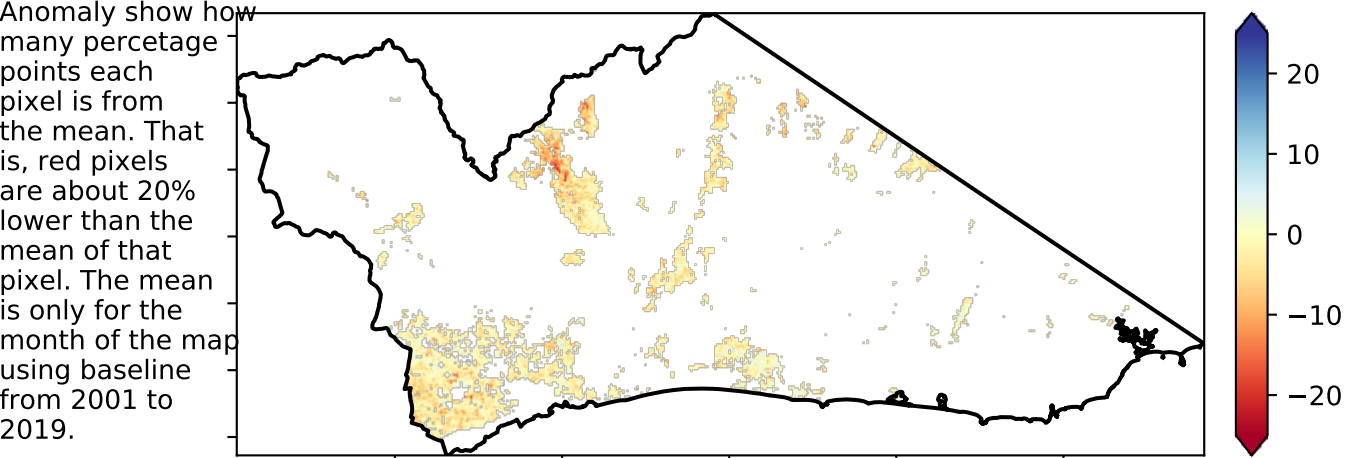 Anomaly show how
many percetage
points each
pixel is from
the mean. That
is, red pixels
are about 20%
lower than the
mean of that
pixel. The mean
is only for the
month of the map
using baseline
from 2001 to
2019.
20
10
0
−10
−20